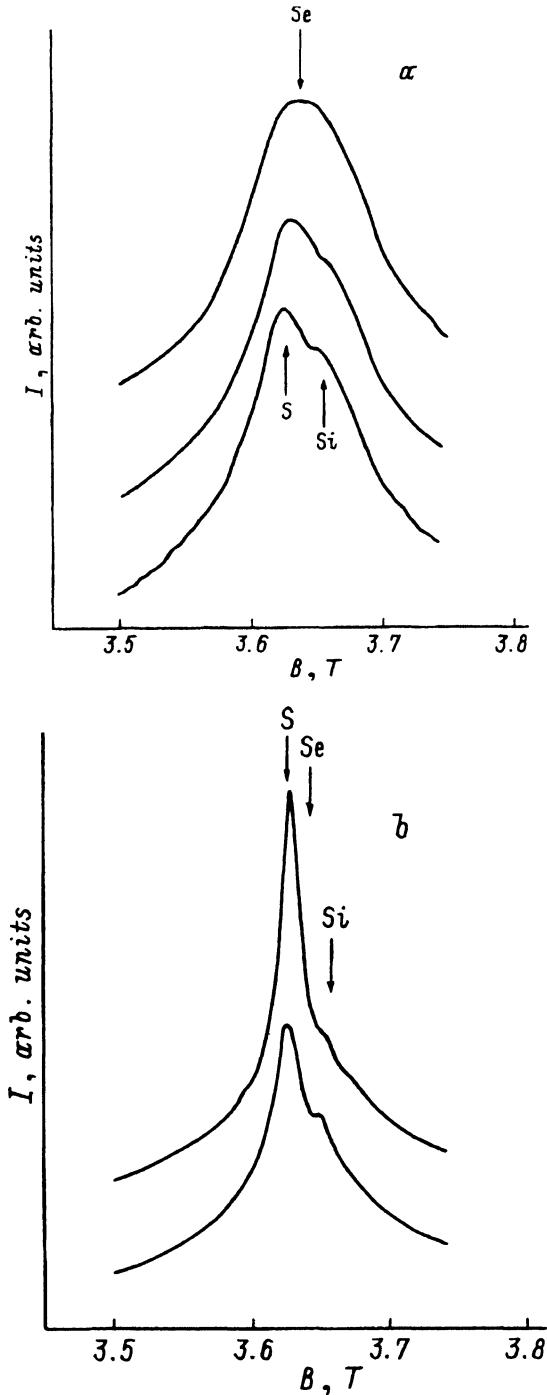 Se
a
I, arb. units
S
Si
3.5 3.6 3.7 3.8
B, T
S
Se
b
Si
I, arb. units
3.5 3.6 3.7 3.8
B, T